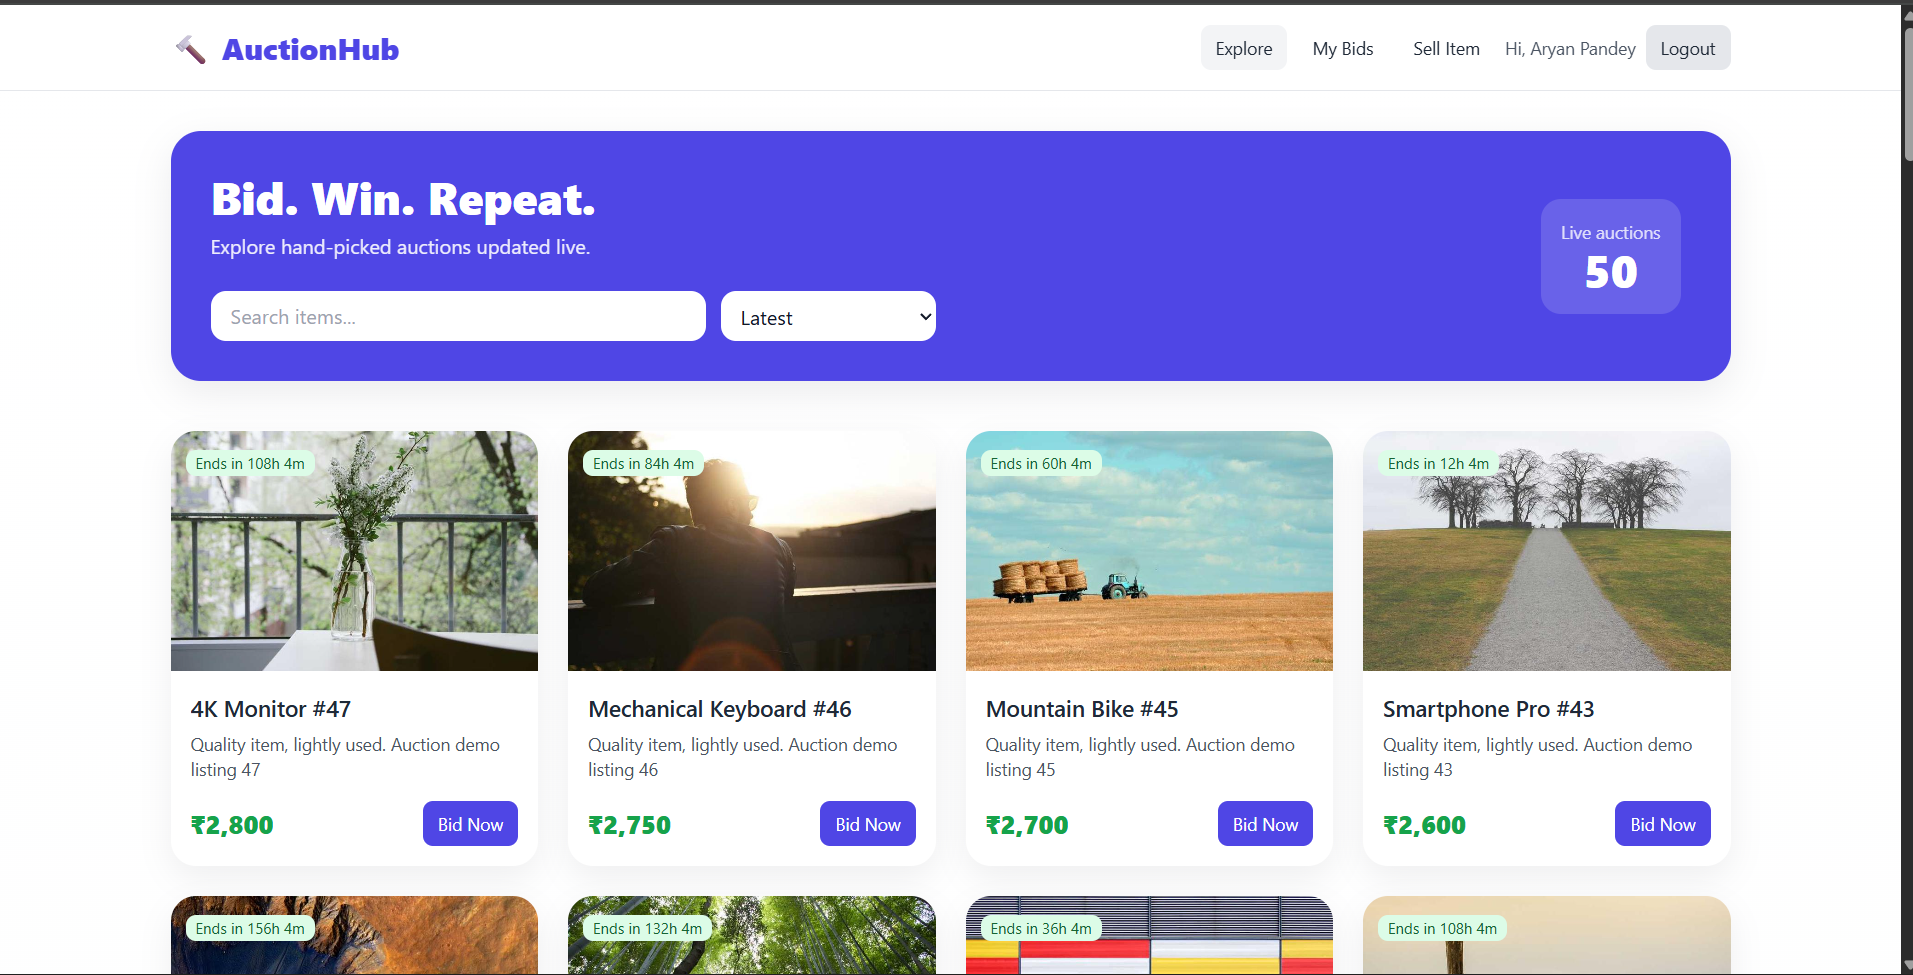 AuctionHub
Explore
My Bids
Sell Item
Hi, Aryan Pandey
Logout
Bid. Win. Repeat.
Explore hand-picked auctions updated live.
Search items...
Latest
Live auctions
50
Ends in 108h 4m
4K Monitor #47
Quality item, lightly used. Auction demo
listing 47
₹2,800
Bid Now
Ends in 84h 4m
Mechanical Keyboard #46
Quality item, lightly used. Auction demo
listing 46
₹2,750
Bid Now
Ends in 60h 4m
Mountain Bike #45
Quality item, lightly used. Auction demo
listing 45
₹2,700
Bid Now
Ends in 12h 4m
Smartphone Pro #43
Quality item, lightly used. Auction demo
listing 43
₹2,600
Bid Now
Ends in 156h 4m
Ends in 132h 4m
Ends in 36h 4m
Ends in 108h 4m